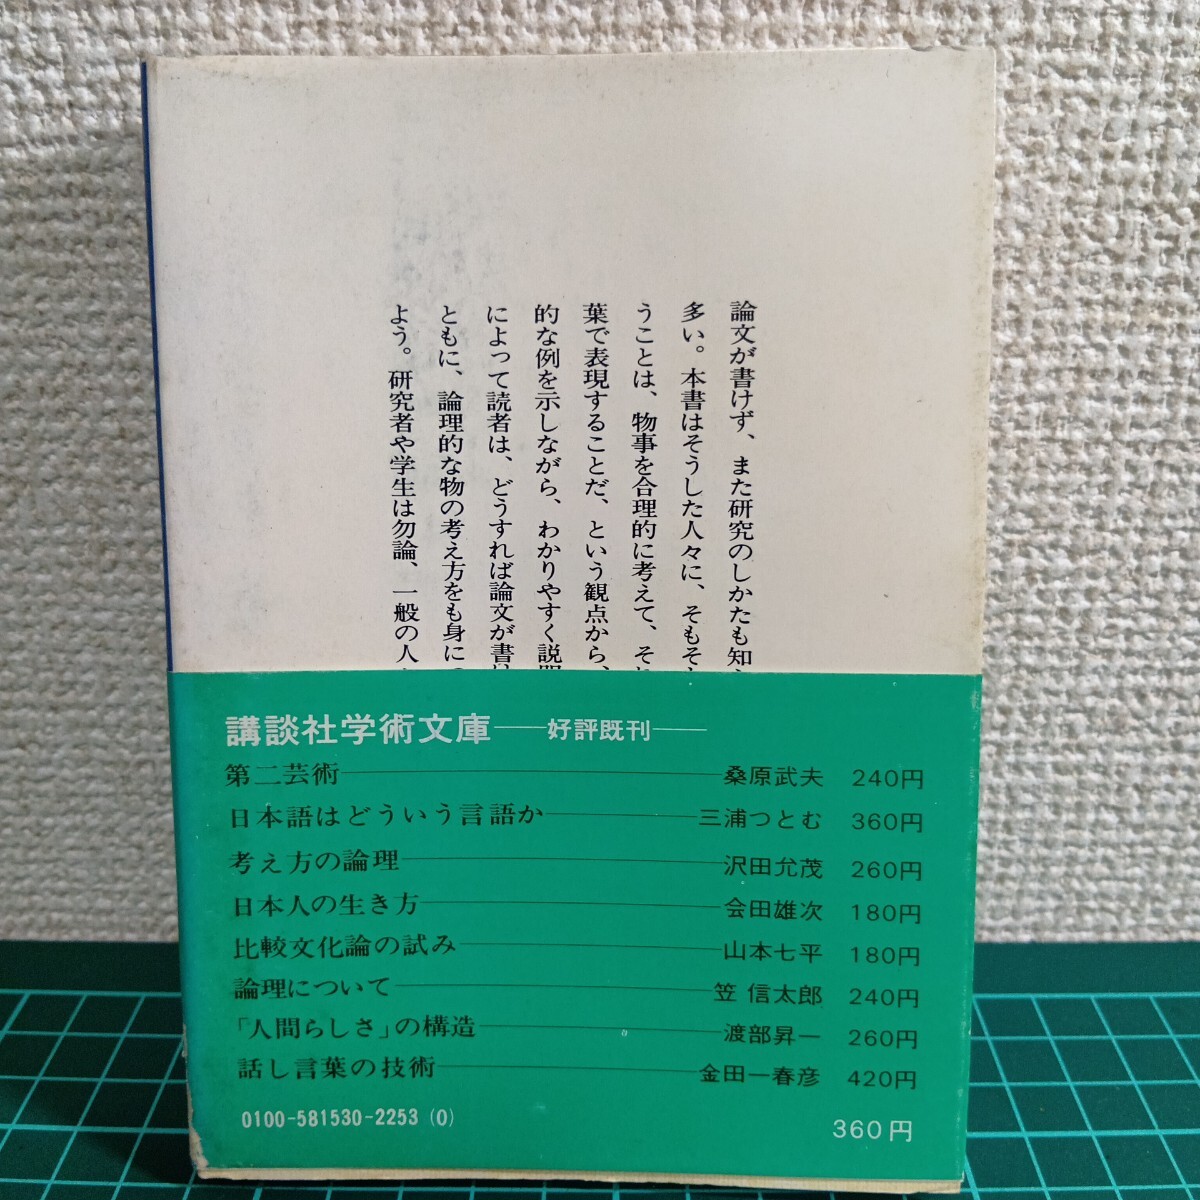 論文が書けず、また研究のしかたも知
多い。本書はそうした人々に、そもそ
うことは、物事を合理的に考えて、それ
葉で表現することだ、という観点から、
的な例を示しながら、わかりやすく説
によって読者は、どうすれば論文が書
ともに、論理的な物の考え方をも身に
よう。研究者や学生は勿論、一般の人
講談社学術文庫——好評既刊——
第二芸術——桑原武夫 240円
日本語はどういう言語か——三浦つとむ 360円
考え方の論理——沢田允茂 260円
日本人の生き方——会田雄次 180円
比較文化論の試み——山本七平 180円
論理について——笠 信太郎 240円
「人間らしさ」の構造——渡部昇一 260円
話し言葉の技術——金田一春彦 420円
0100-581530-2253 (0)
360円